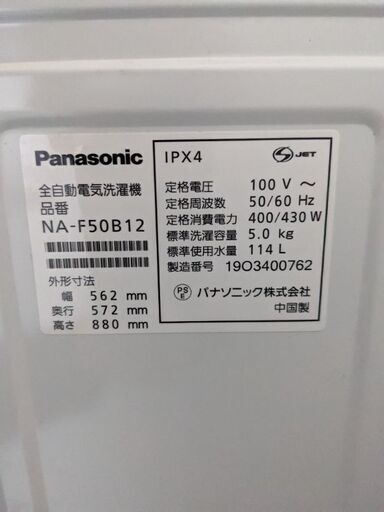 Panasonic
全自動電気洗濯機
品番
NA-F50B12
外形寸法
幅 562 mm
奥行 572 mm
高さ 880 mm
IPX4
S JET
定格電圧 100 V ～
定格周波数 50/60 Hz
定格消費電力 400/430 W
標準洗濯容量 5.0 kg
標準使用水量 114 L
製造番号 19O3400762
PS E パナソニック株式会社
中国製